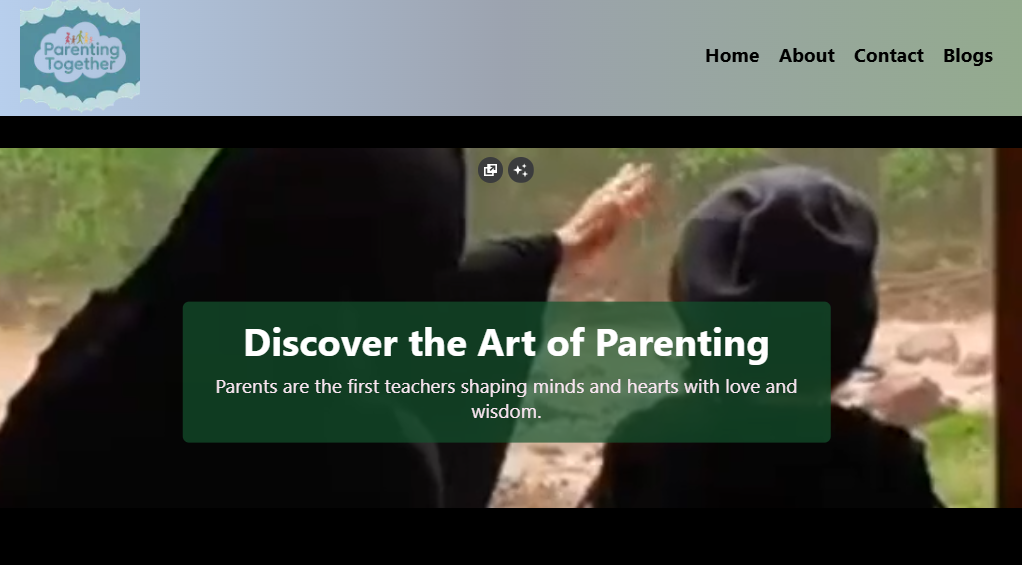 Parenting
Together
Home About Contact Blogs
Discover the Art of Parenting
Parents are the first teachers shaping minds and hearts with love and
wisdom.